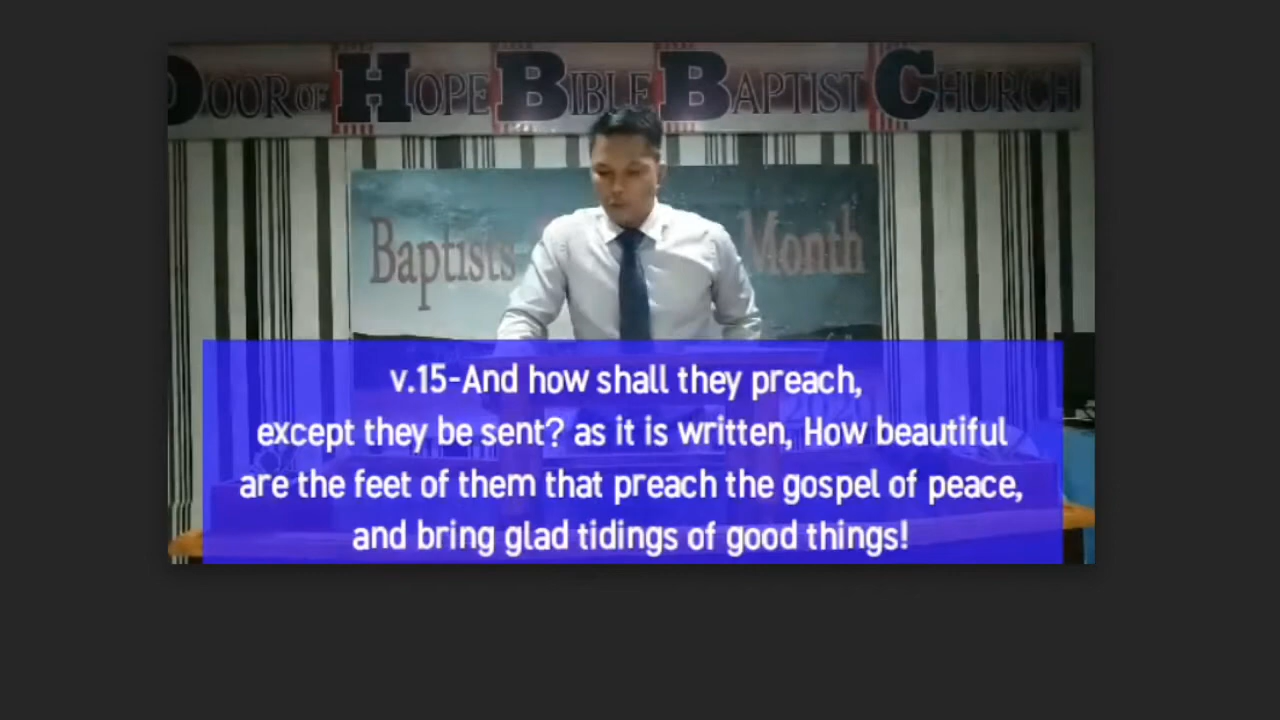 DOOR OF HOPE BIBLE BAPTIST CHURCH
Baptists Month
v.15-And how shall they preach,
except they be sent? as it is written, How beautiful
are the feet of them that preach the gospel of peace,
and bring glad tidings of good things!